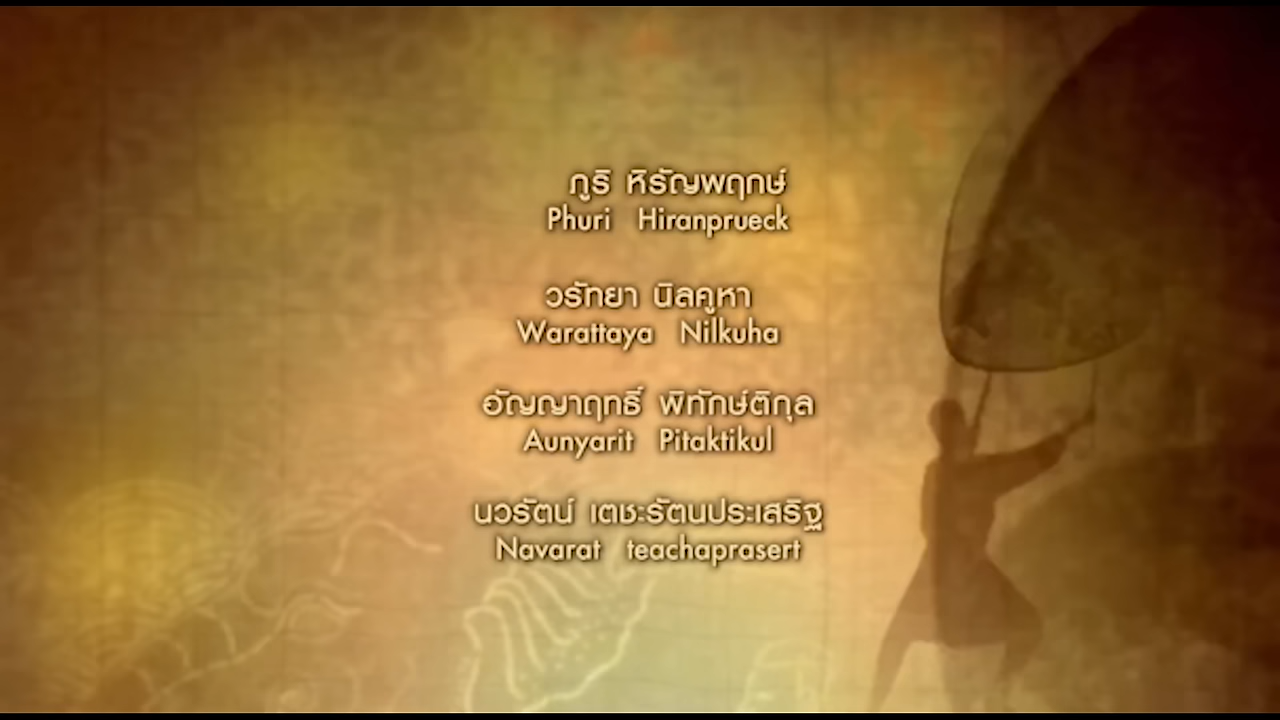 ภูริ หิรัญพฤกษ์
Phuri Hiranprueck
วรัทยา นิลคูหา
Warattaya Nilkuha
อัญญาฤทธิ์ พิทักษ์ติกุล
Aunyarit Pitaktikul
นวรัตน์ เตชะรัตนประเสริฐ
Navarat teachaprasert